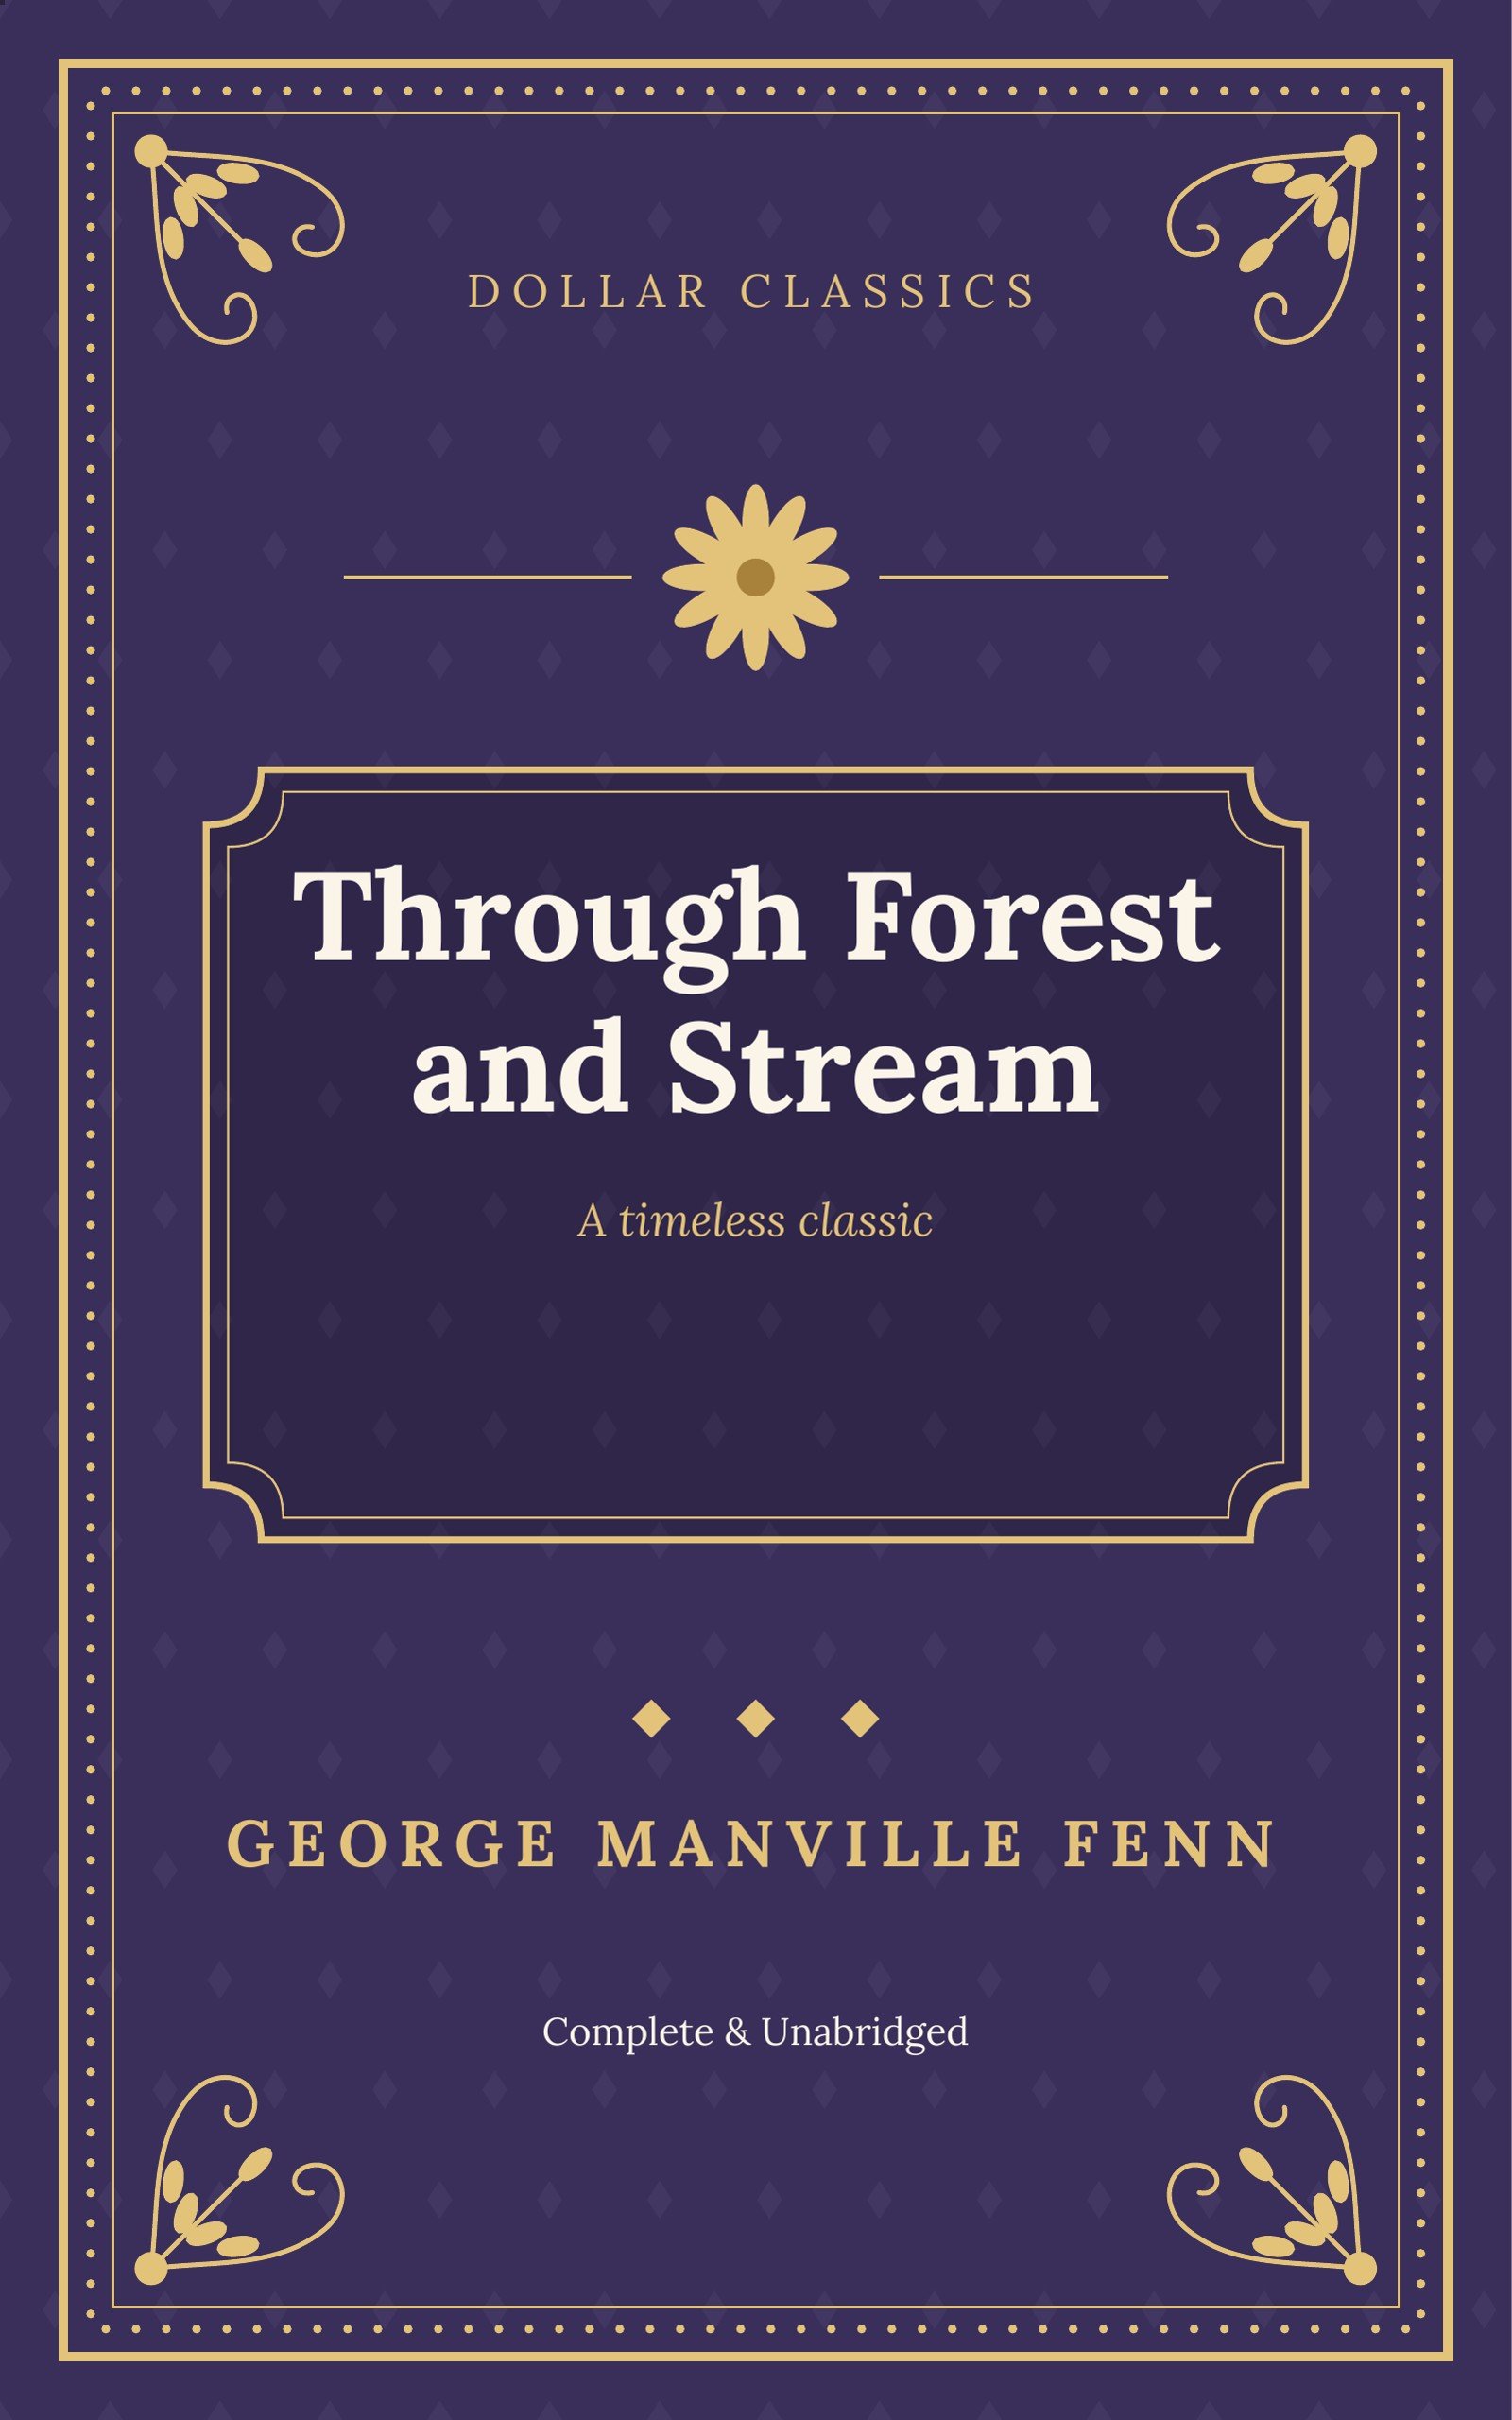 DOLLAR CLASSICS
Through Forest
and Stream
A timeless classic
GEORGE MANVILLE FENN
Complete & Unabridged